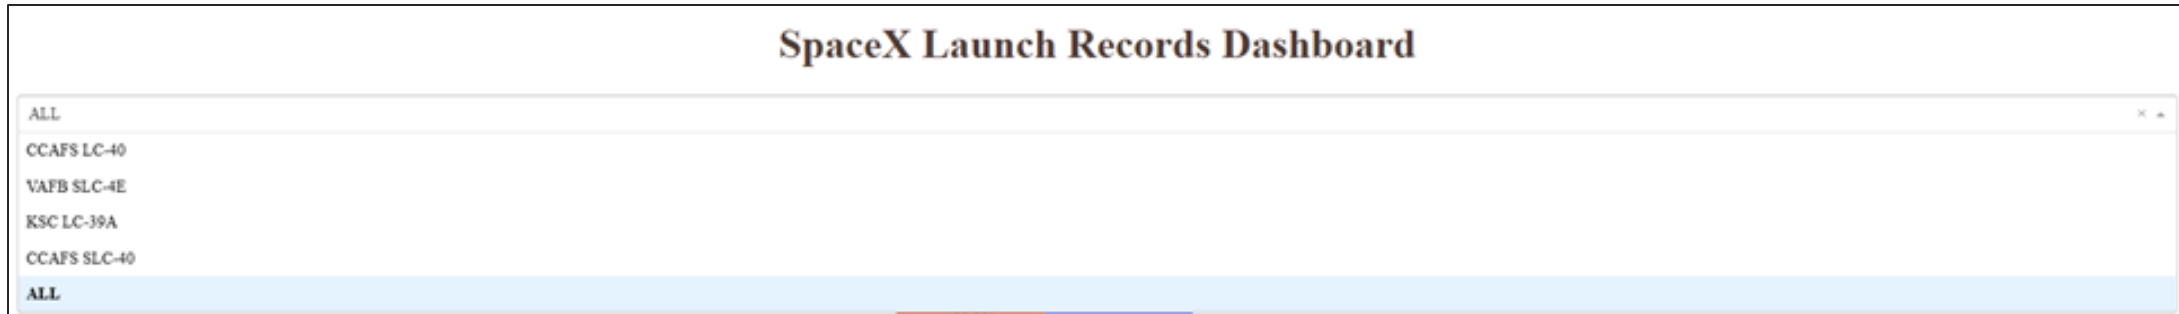 SpaceX Launch Records Dashboard
ALL
CCAFS LC-40
VAFB SLC-4E
KSC LC-39A
CCAFS SLC-40
ALL